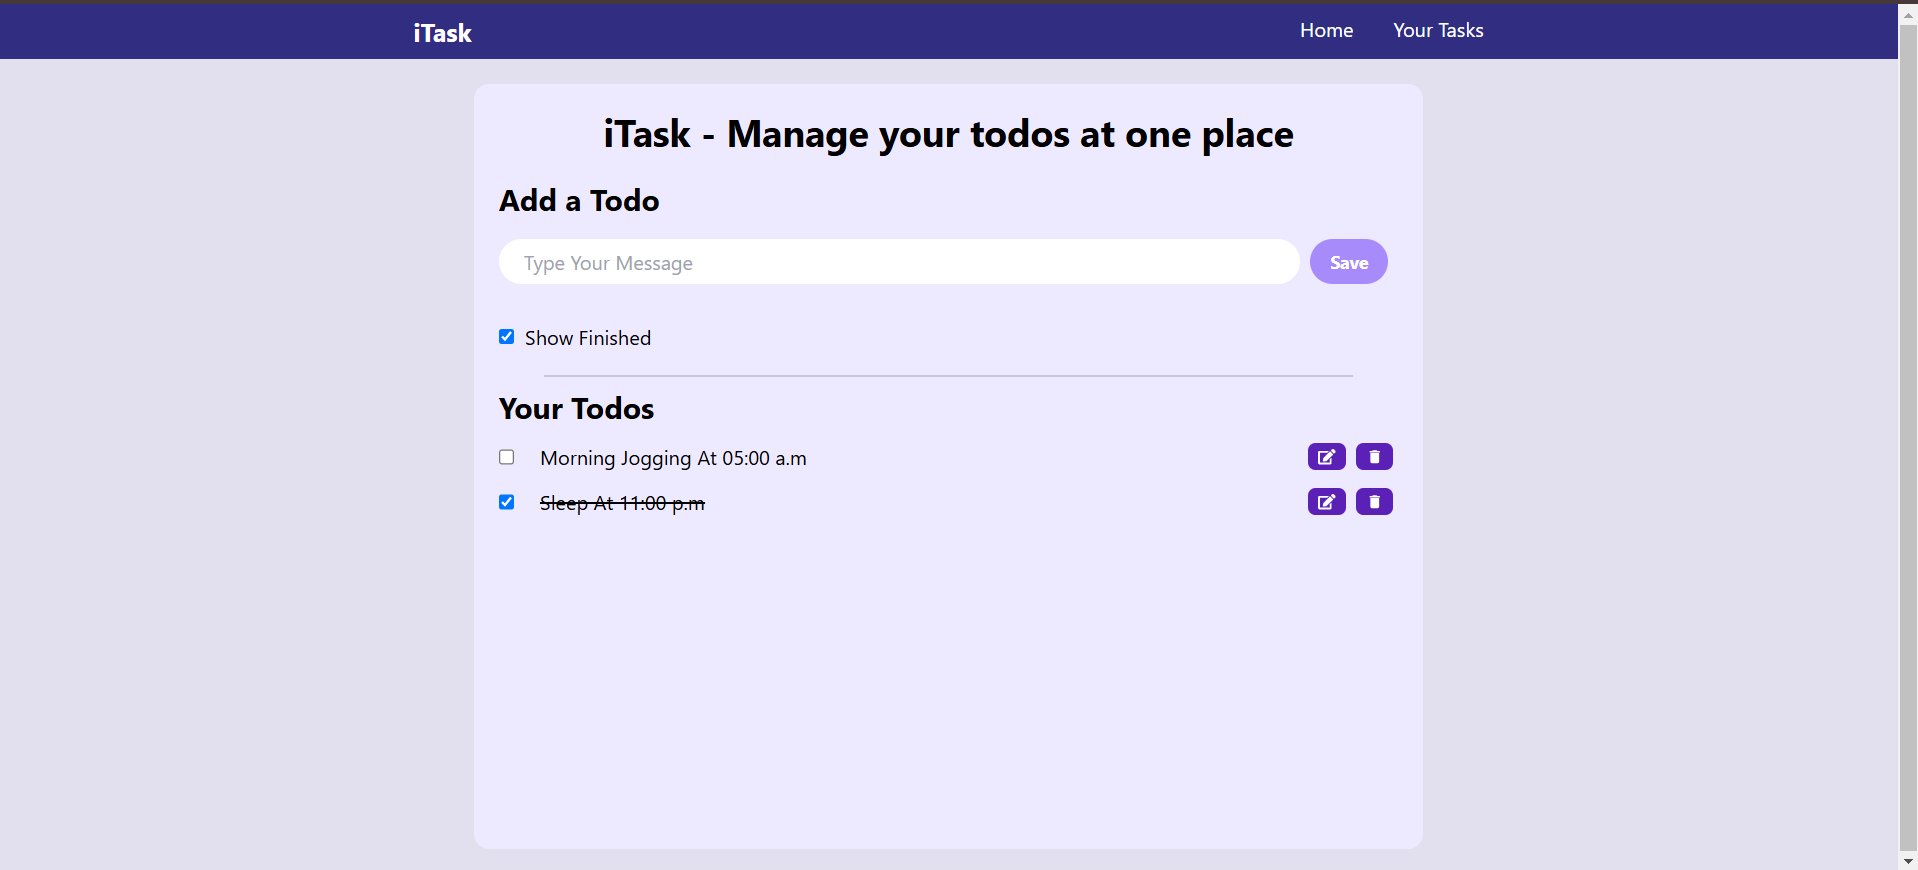 iTask
Home
Your Tasks
iTask - Manage your todos at one place
Add a Todo
Type Your Message
Save
Show Finished
Your Todos
Morning Jogging At 05:00 a.m
Sleep At 11:00 p.m